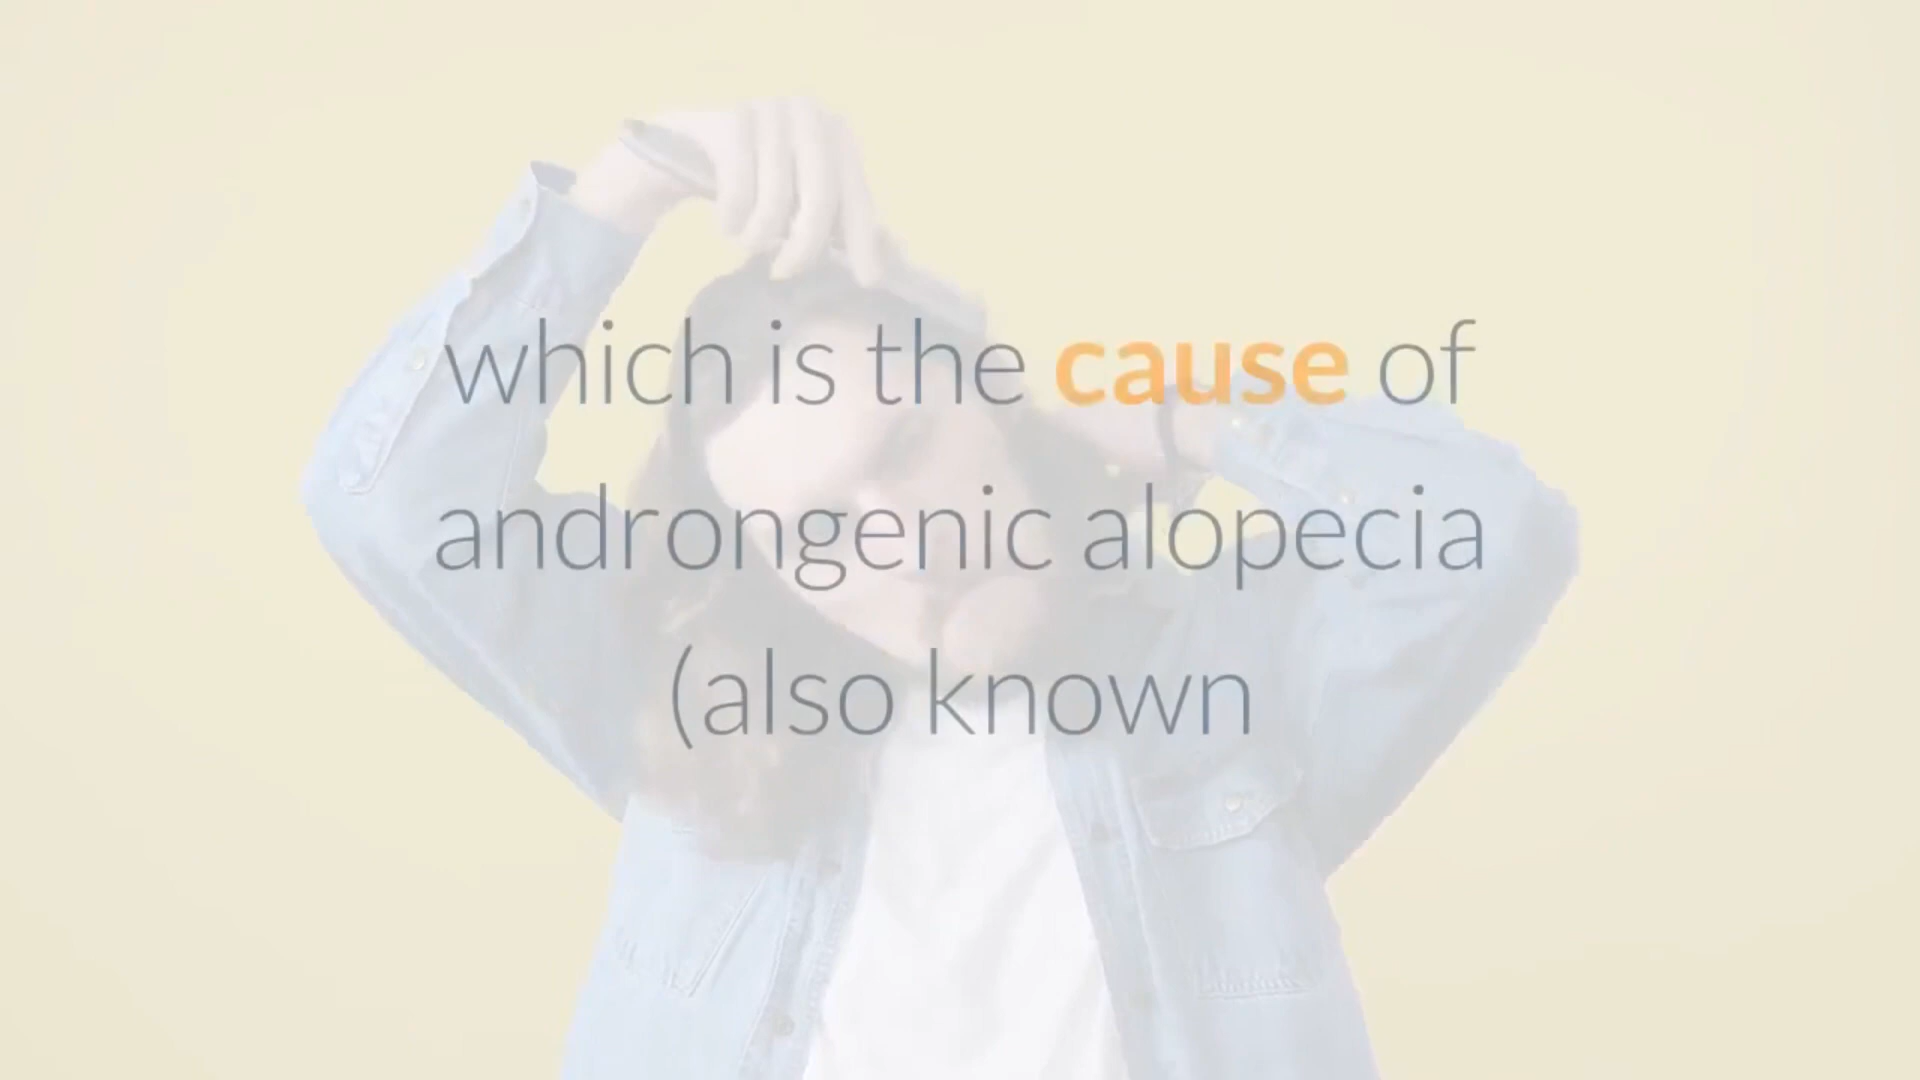 which is the cause of
androngenic alopecia
(also known